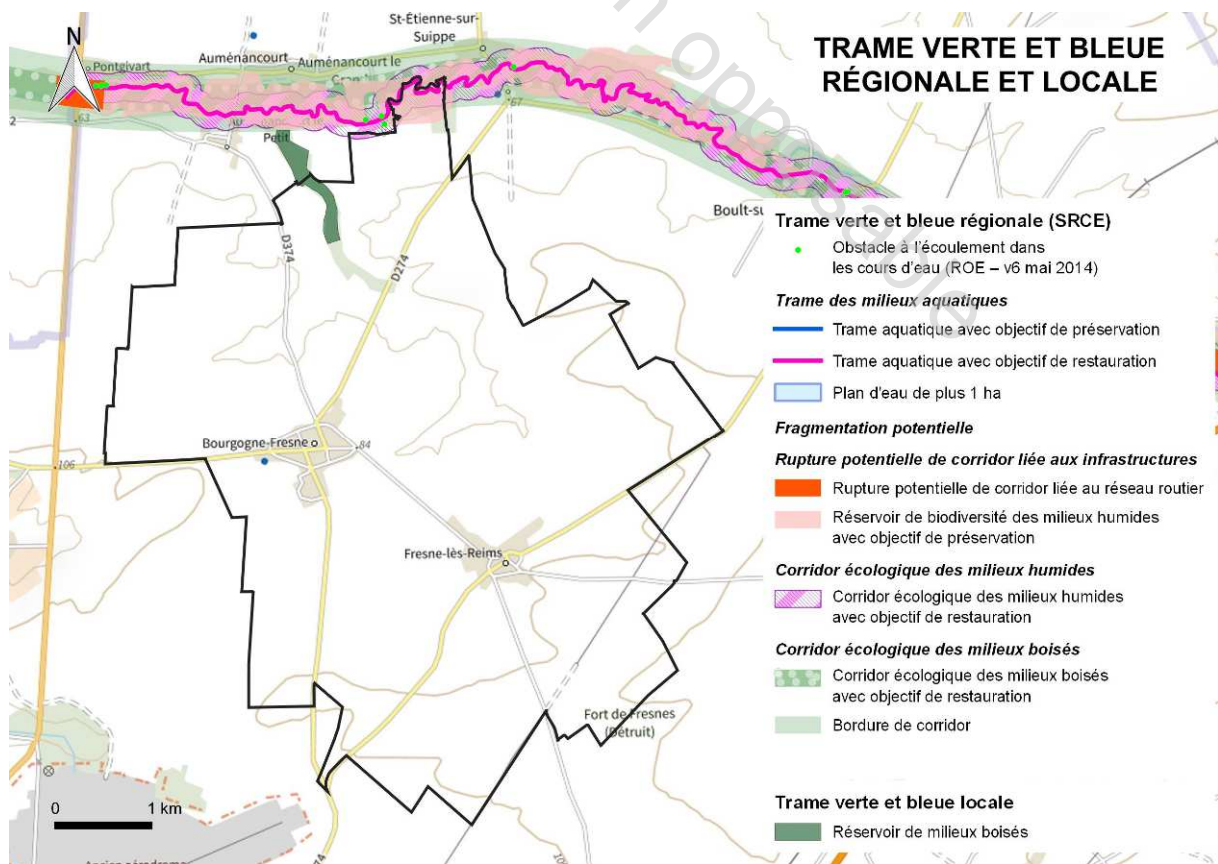 TRAME VERTE ET BLEUE
RÉGIONALE ET LOCALE
N
St-Étienne-sur-
Suippe
Auménancourt
Auménancourt le
Pontgivart
67
63
2
Petit
Boult-su
D374
D274
Bourgogne-Fresne
84
106
Fresne-lès-Reims
Fort de Fresnes
(Détruit)
0 1 km
74
Trame verte et bleue régionale (SRCE)
Obstacle à l'écoulement dans
les cours d'eau (ROE – v6 mai 2014)
Trame des milieux aquatiques
Trame aquatique avec objectif de préservation
Trame aquatique avec objectif de restauration
Plan d'eau de plus 1 ha
Fragmentation potentielle
Rupture potentielle de corridor liée aux infrastructures
Rupture potentielle de corridor liée au réseau routier
Réservoir de biodiversité des milieux humides
avec objectif de préservation
Corridor écologique des milieux humides
Corridor écologique des milieux humides
avec objectif de restauration
Corridor écologique des milieux boisés
Corridor écologique des milieux boisés
avec objectif de restauration
Bordure de corridor
Trame verte et bleue locale
Réservoir de milieux boisés